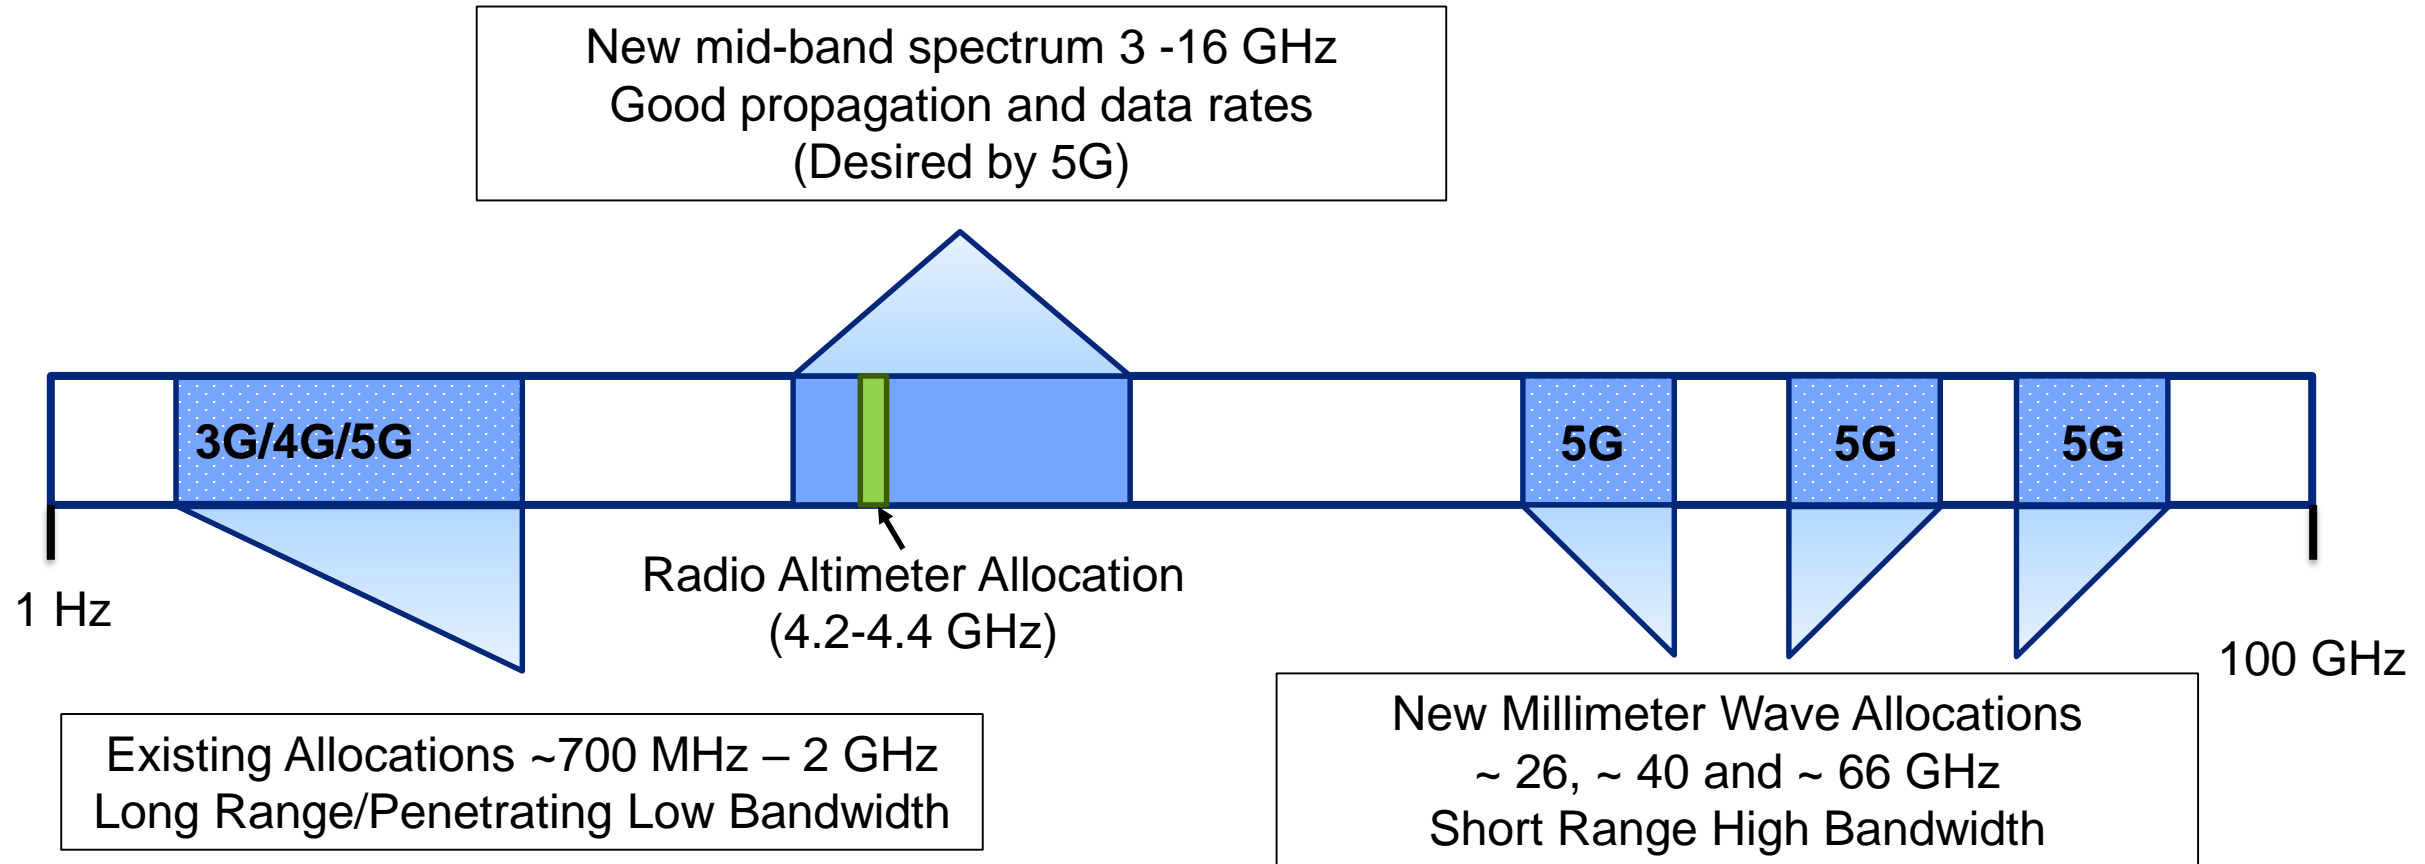 New mid-band spectrum 3 -16 GHz
Good propagation and data rates
(Desired by 5G)
3G/4G/5G
5G
5G
5G
Radio Altimeter Allocation
(4.2-4.4 GHz)
1 Hz
100 GHz
Existing Allocations ~700 MHz – 2 GHz
Long Range/Penetrating Low Bandwidth
New Millimeter Wave Allocations
~ 26, ~ 40 and ~ 66 GHz
Short Range High Bandwidth